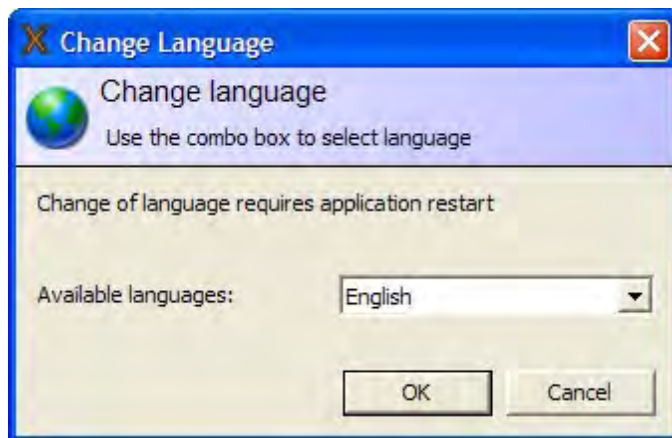 Change Language
Change language
Use the combo box to select language
Change of language requires application restart
Available languages: English
OK Cancel